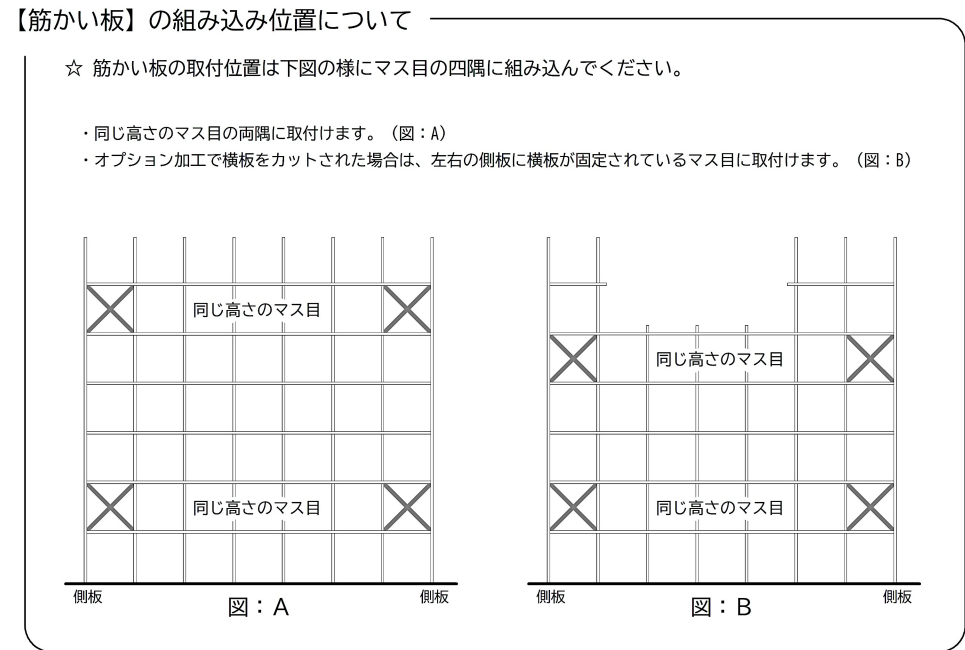 【筋かい板】の組み込み位置について
☆ 筋かい板の取付位置は下図の様にマス目の四隅に組み込んでください。
・同じ高さのマス目の両隅に取付けます。（図：A）
・オプション加工で横板をカットされた場合は、左右の側板に横板が固定されているマス目に取付けます。（図：B）
同じ高さのマス目
同じ高さのマス目
側板
側板
図：A
同じ高さのマス目
同じ高さのマス目
側板
側板
図：B